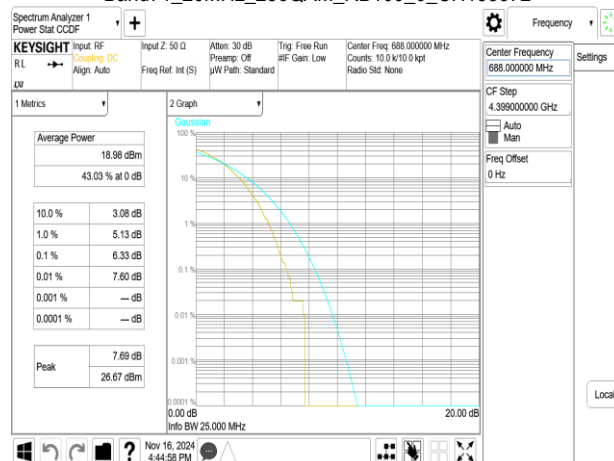 Spectrum Analyzer 1
Power Stat CCDF
Frequency
KEYSIGHT
Input: RF
Coupling: DC
Align: Auto
Input Z: 50 Ω
Freq Ref: Int (S)
Atten: 30 dB
Preamp: Off
µW Path: Standard
Trig: Free Run
#IF Gain: Low
Center Freq: 688.000000 MHz
Counts: 10.0 k/10.0 kpt
Radio Std: None
RL
LXI
Center Frequency
688.000000 MHz
Settings
CF Step
4.399000000 GHz
Auto
Man
Freq Offset
0 Hz
Local
1 Metrics
Average Power
18.98 dBm
43.03 % at 0 dB
10.0 % 3.08 dB
1.0 % 5.13 dB
0.1 % 6.33 dB
0.01 % 7.60 dB
0.001 % --- dB
0.0001 % --- dB
Peak
7.69 dB
26.67 dBm
2 Graph
Gaussian
100 %
10 %
1 %
0.1 %
0.01 %
0.001 %
0.0001 %
0.00 dB 20.00 dB
Info BW 25.000 MHz
?
Nov 16, 2024
4:44:58 PM